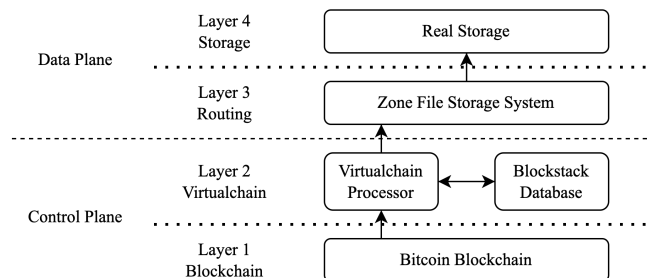 Layer 4
Storage
Real Storage
Data Plane
Layer 3
Routing
Zone File Storage System
Layer 2
Virtualchain
Virtualchain
Processor
Blockstack
Database
Control Plane
Layer 1
Blockchain
Bitcoin Blockchain